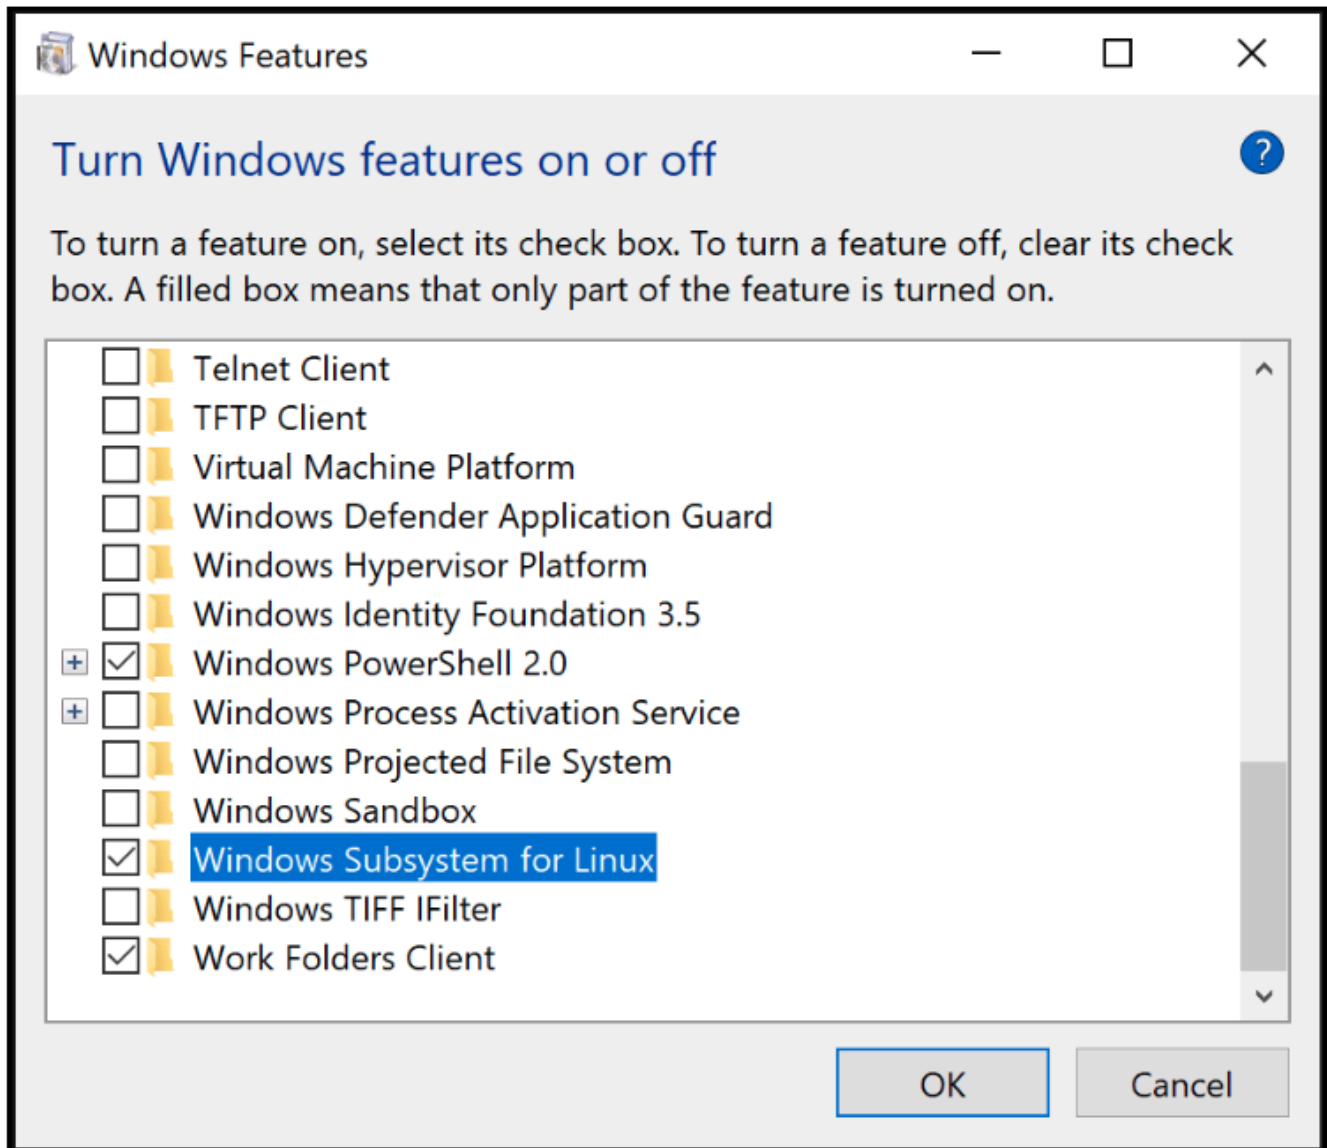 Windows Features
Turn Windows features on or off
?
To turn a feature on, select its check box. To turn a feature off, clear its check
box. A filled box means that only part of the feature is turned on.
Telnet Client
TFTP Client
Virtual Machine Platform
Windows Defender Application Guard
Windows Hypervisor Platform
Windows Identity Foundation 3.5
Windows PowerShell 2.0
Windows Process Activation Service
Windows Projected File System
Windows Sandbox
Windows Subsystem for Linux
Windows TIFF IFilter
Work Folders Client
OK
Cancel